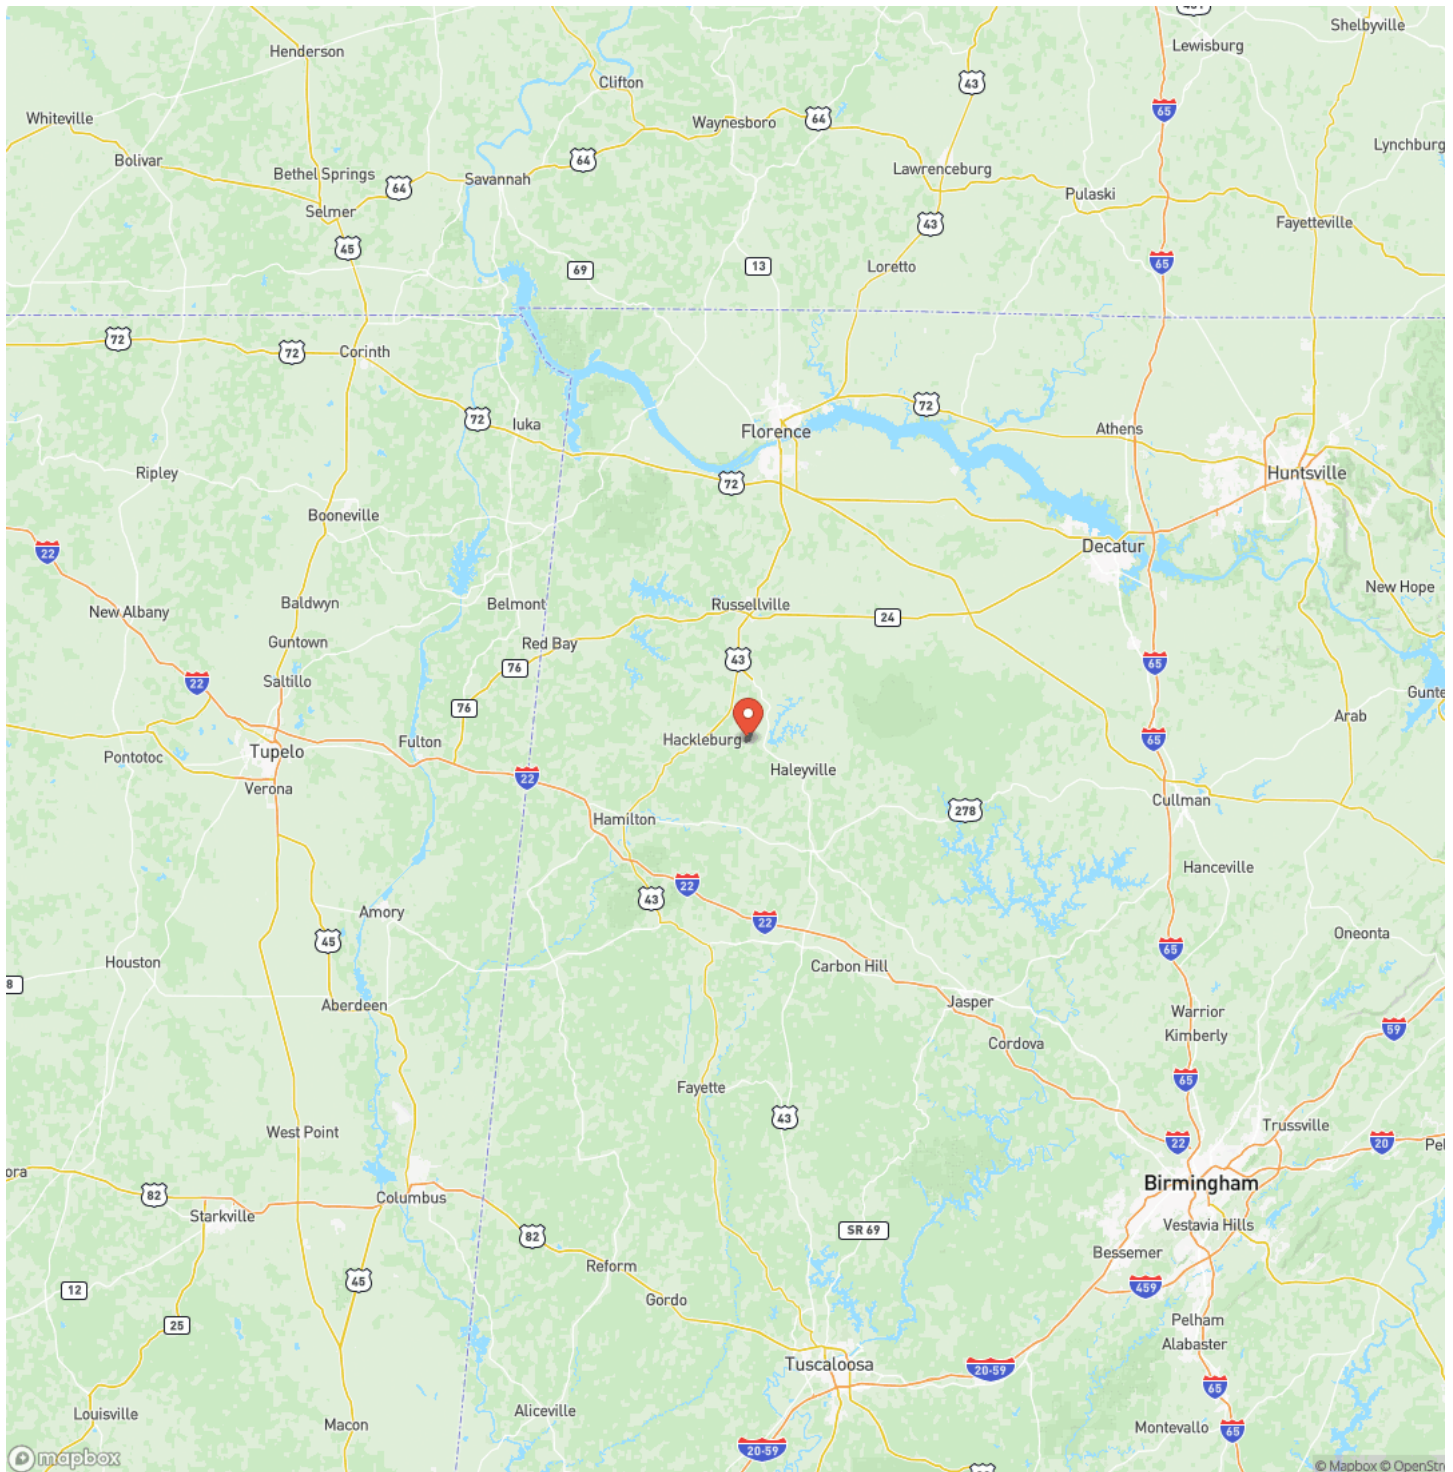 Shelbyville
Lewisburg
Henderson
Clifton
43
65
Whiteville
Waynesboro
64
Lynchburg
Bolivar
64
Bethel Springs
64
Savannah
Lawrenceburg
Pulaski
Selmer
43
Fayetteville
45
65
69
13
Loretto
72
72
Corinth
72
72
Iuka
Florence
Athens
Ripley
72
Huntsville
Booneville
22
Decatur
New Albany
Baldwyn
Belmont
Russellville
24
New Hope
Guntown
Red Bay
43
65
76
Saltillo
22
Gunte
76
Arab
Hackleburg
65
Fulton
Tupelo
Pontotoc
Haleyville
22
Verona
Cullman
278
Hamilton
Hanceville
22
43
Amory
22
Oneonta
45
65
Houston
Carbon Hill
8
Aberdeen
Jasper
Warrior
59
Kimberly
Cordova
65
Fayette
43
Trussville
West Point
22
20
Pel
ora
Birmingham
82
Columbus
Starkville
Vestavia Hills
SR 69
82
Bessemer
Reform
45
459
12
Gordo
25
Pelham
Alabaster
Tuscaloosa
20-59
65
Louisville
Aliceville
Macon
Montevallo
65
20-59
mapbox
© Mapbox © OpenStr